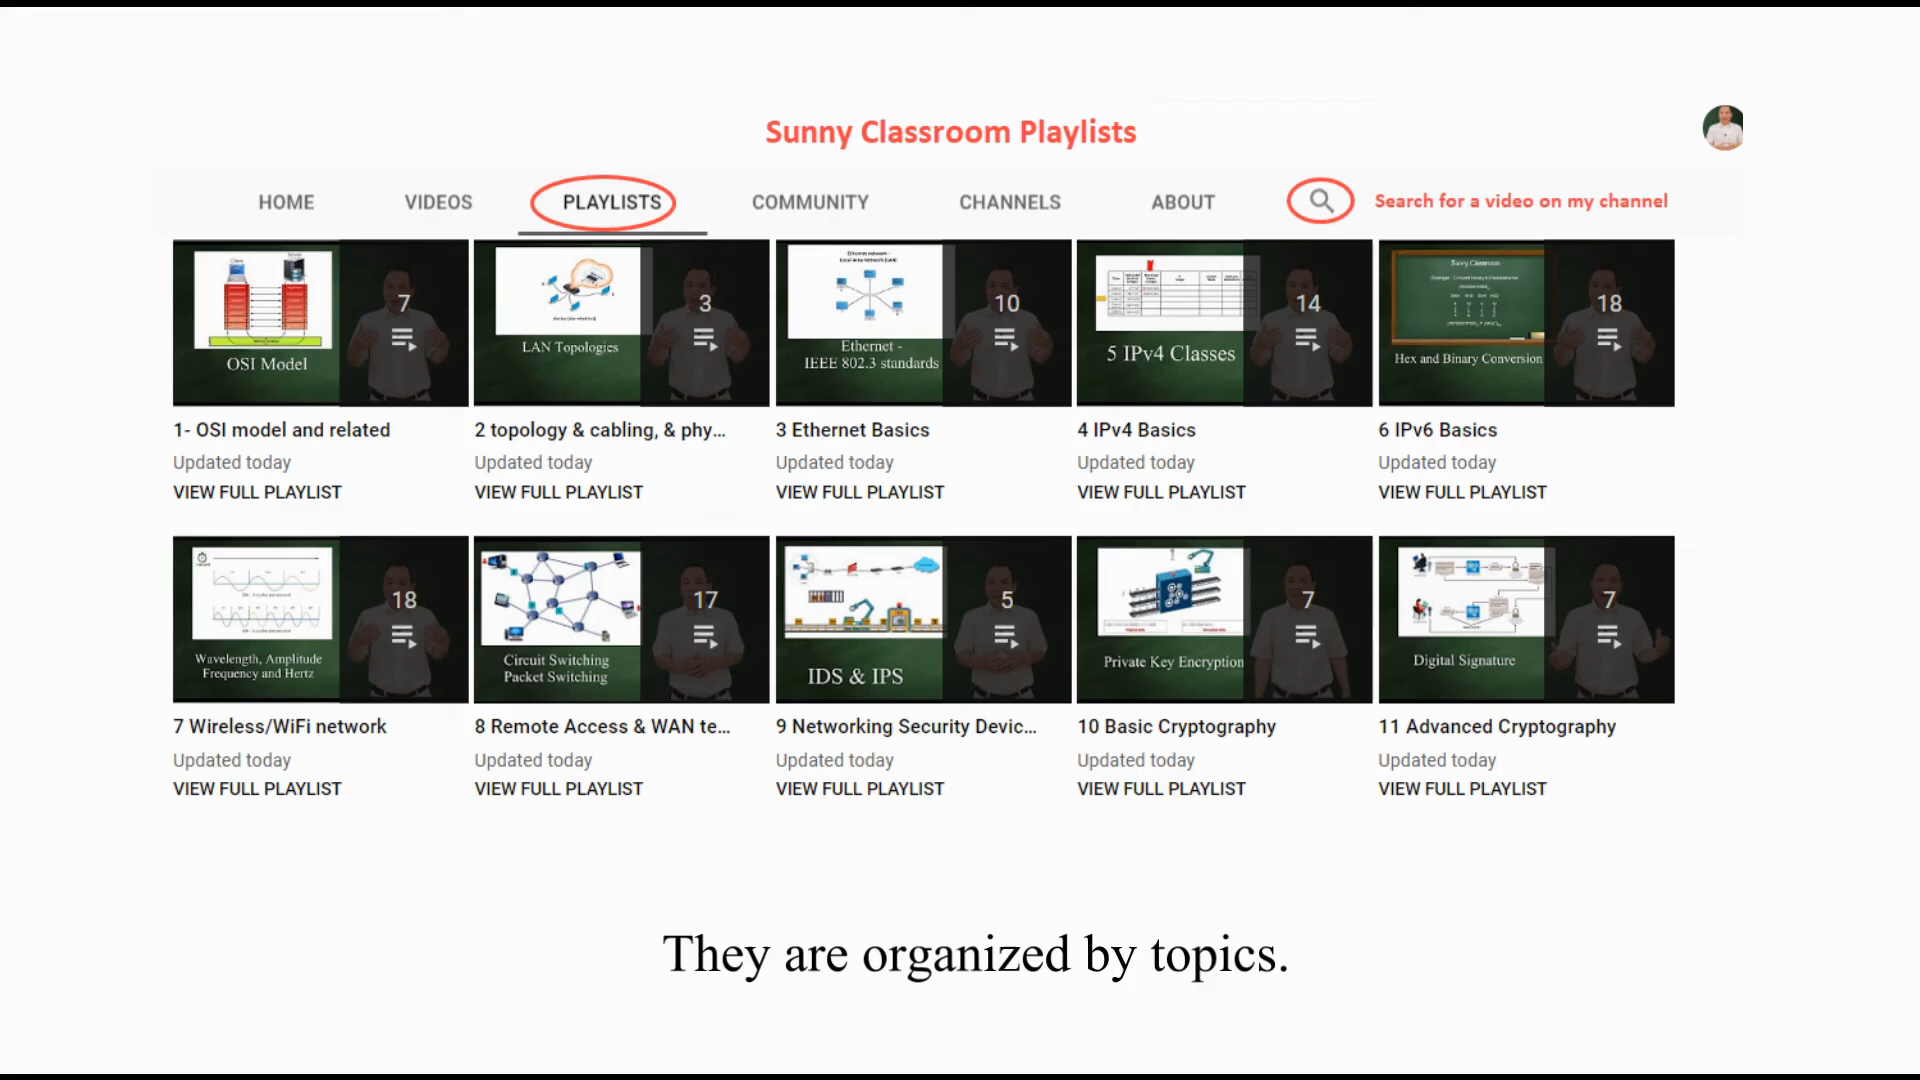 Sunny Classroom Playlists
HOME VIDEOS PLAYLISTS COMMUNITY CHANNELS ABOUT Search for a video on my channel
OSI Model
7
LAN Topologies
3
Ethernet -
IEEE 802.3 standards
10
5 IPv4 Classes
14
Sunny Classroom
Hex and Binary Conversion
18
1- OSI model and related
Updated today
VIEW FULL PLAYLIST
2 topology & cabling, & phy...
Updated today
VIEW FULL PLAYLIST
3 Ethernet Basics
Updated today
VIEW FULL PLAYLIST
4 IPv4 Basics
Updated today
VIEW FULL PLAYLIST
6 IPv6 Basics
Updated today
VIEW FULL PLAYLIST
Wavelength, Amplitude
Frequency and Hertz
18
Circuit Switching
Packet Switching
17
IDS & IPS
5
Private Key Encryption
7
Digital Signature
7
7 Wireless/WiFi network
Updated today
VIEW FULL PLAYLIST
8 Remote Access & WAN te...
Updated today
VIEW FULL PLAYLIST
9 Networking Security Devic...
Updated today
VIEW FULL PLAYLIST
10 Basic Cryptography
Updated today
VIEW FULL PLAYLIST
11 Advanced Cryptography
Updated today
VIEW FULL PLAYLIST
They are organized by topics.